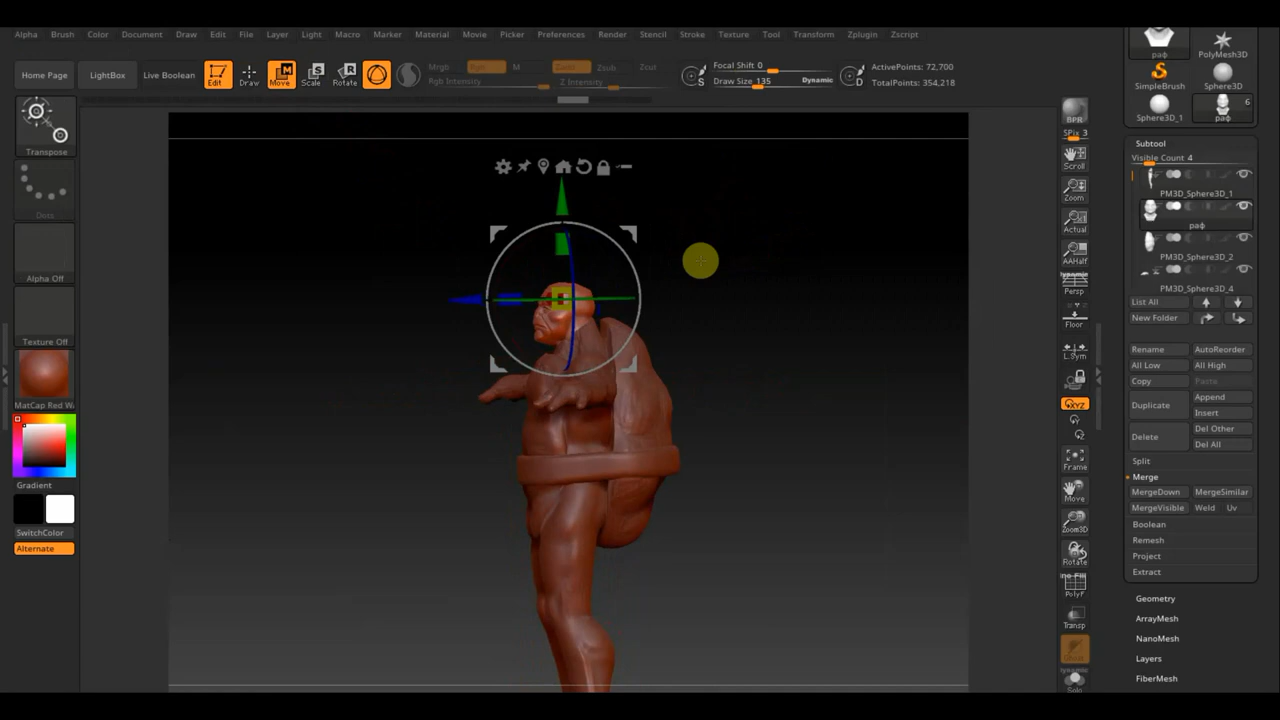 Alpha Brush Color Document Draw Edit File Layer Light Macro Marker Material Movie Picker Preferences Render Stencil Stroke Texture Tool Transform Zplugin Zscript
Home Page
LightBox
Live Boolean
Edit
Draw
Move
Scale
Rotate
Mrgb
M
Zsub
Zcut
Rgb Intensity
Z Intensity
S
Focal Shift 0
Draw Size 135
Dynamic
D
ActivePoints: 72,700
TotalPoints: 354,218
Transpose
Dots
Alpha Off
Texture Off
MatCap Red Wa
Gradient
SwitchColor
Alternate
BPR
SPix 3
Scroll
Zoom
Actual
AAHalf
Persp
Floor
L.Sym
XYZ
Frame
Move
Zoom3D
Rotate
PolyF
Transp
Solo
раф
PolyMesh3D
SimpleBrush
Sphere3D
Sphere3D_1
6
раф
Subtool
Visible Count 4
PM3D_Sphere3D_1
раф
PM3D_Sphere3D_2
PM3D_Sphere3D_4
List All
New Folder
Rename
AutoReorder
All Low
All High
Copy
Paste
Duplicate
Append
Insert
Delete
Del Other
Del All
Split
Merge
MergeDown
MergeSimilar
MergeVisible
Weld
Uv
Boolean
Remesh
Project
Extract
Geometry
ArrayMesh
NanoMesh
Layers
FiberMesh